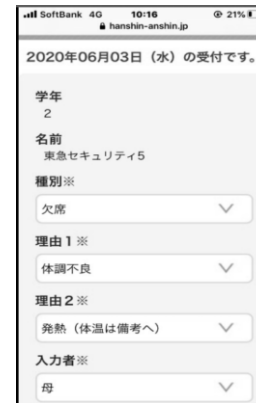 SoftBank 4G 10:16 21%
hanshin-anshin.jp
2020年06月03日（水）の受付です。
学年
2
名前
東急セキュリティ5
種別※
欠席
理由1※
体調不良
理由2※
発熱（体温は備考へ）
入力者※
母